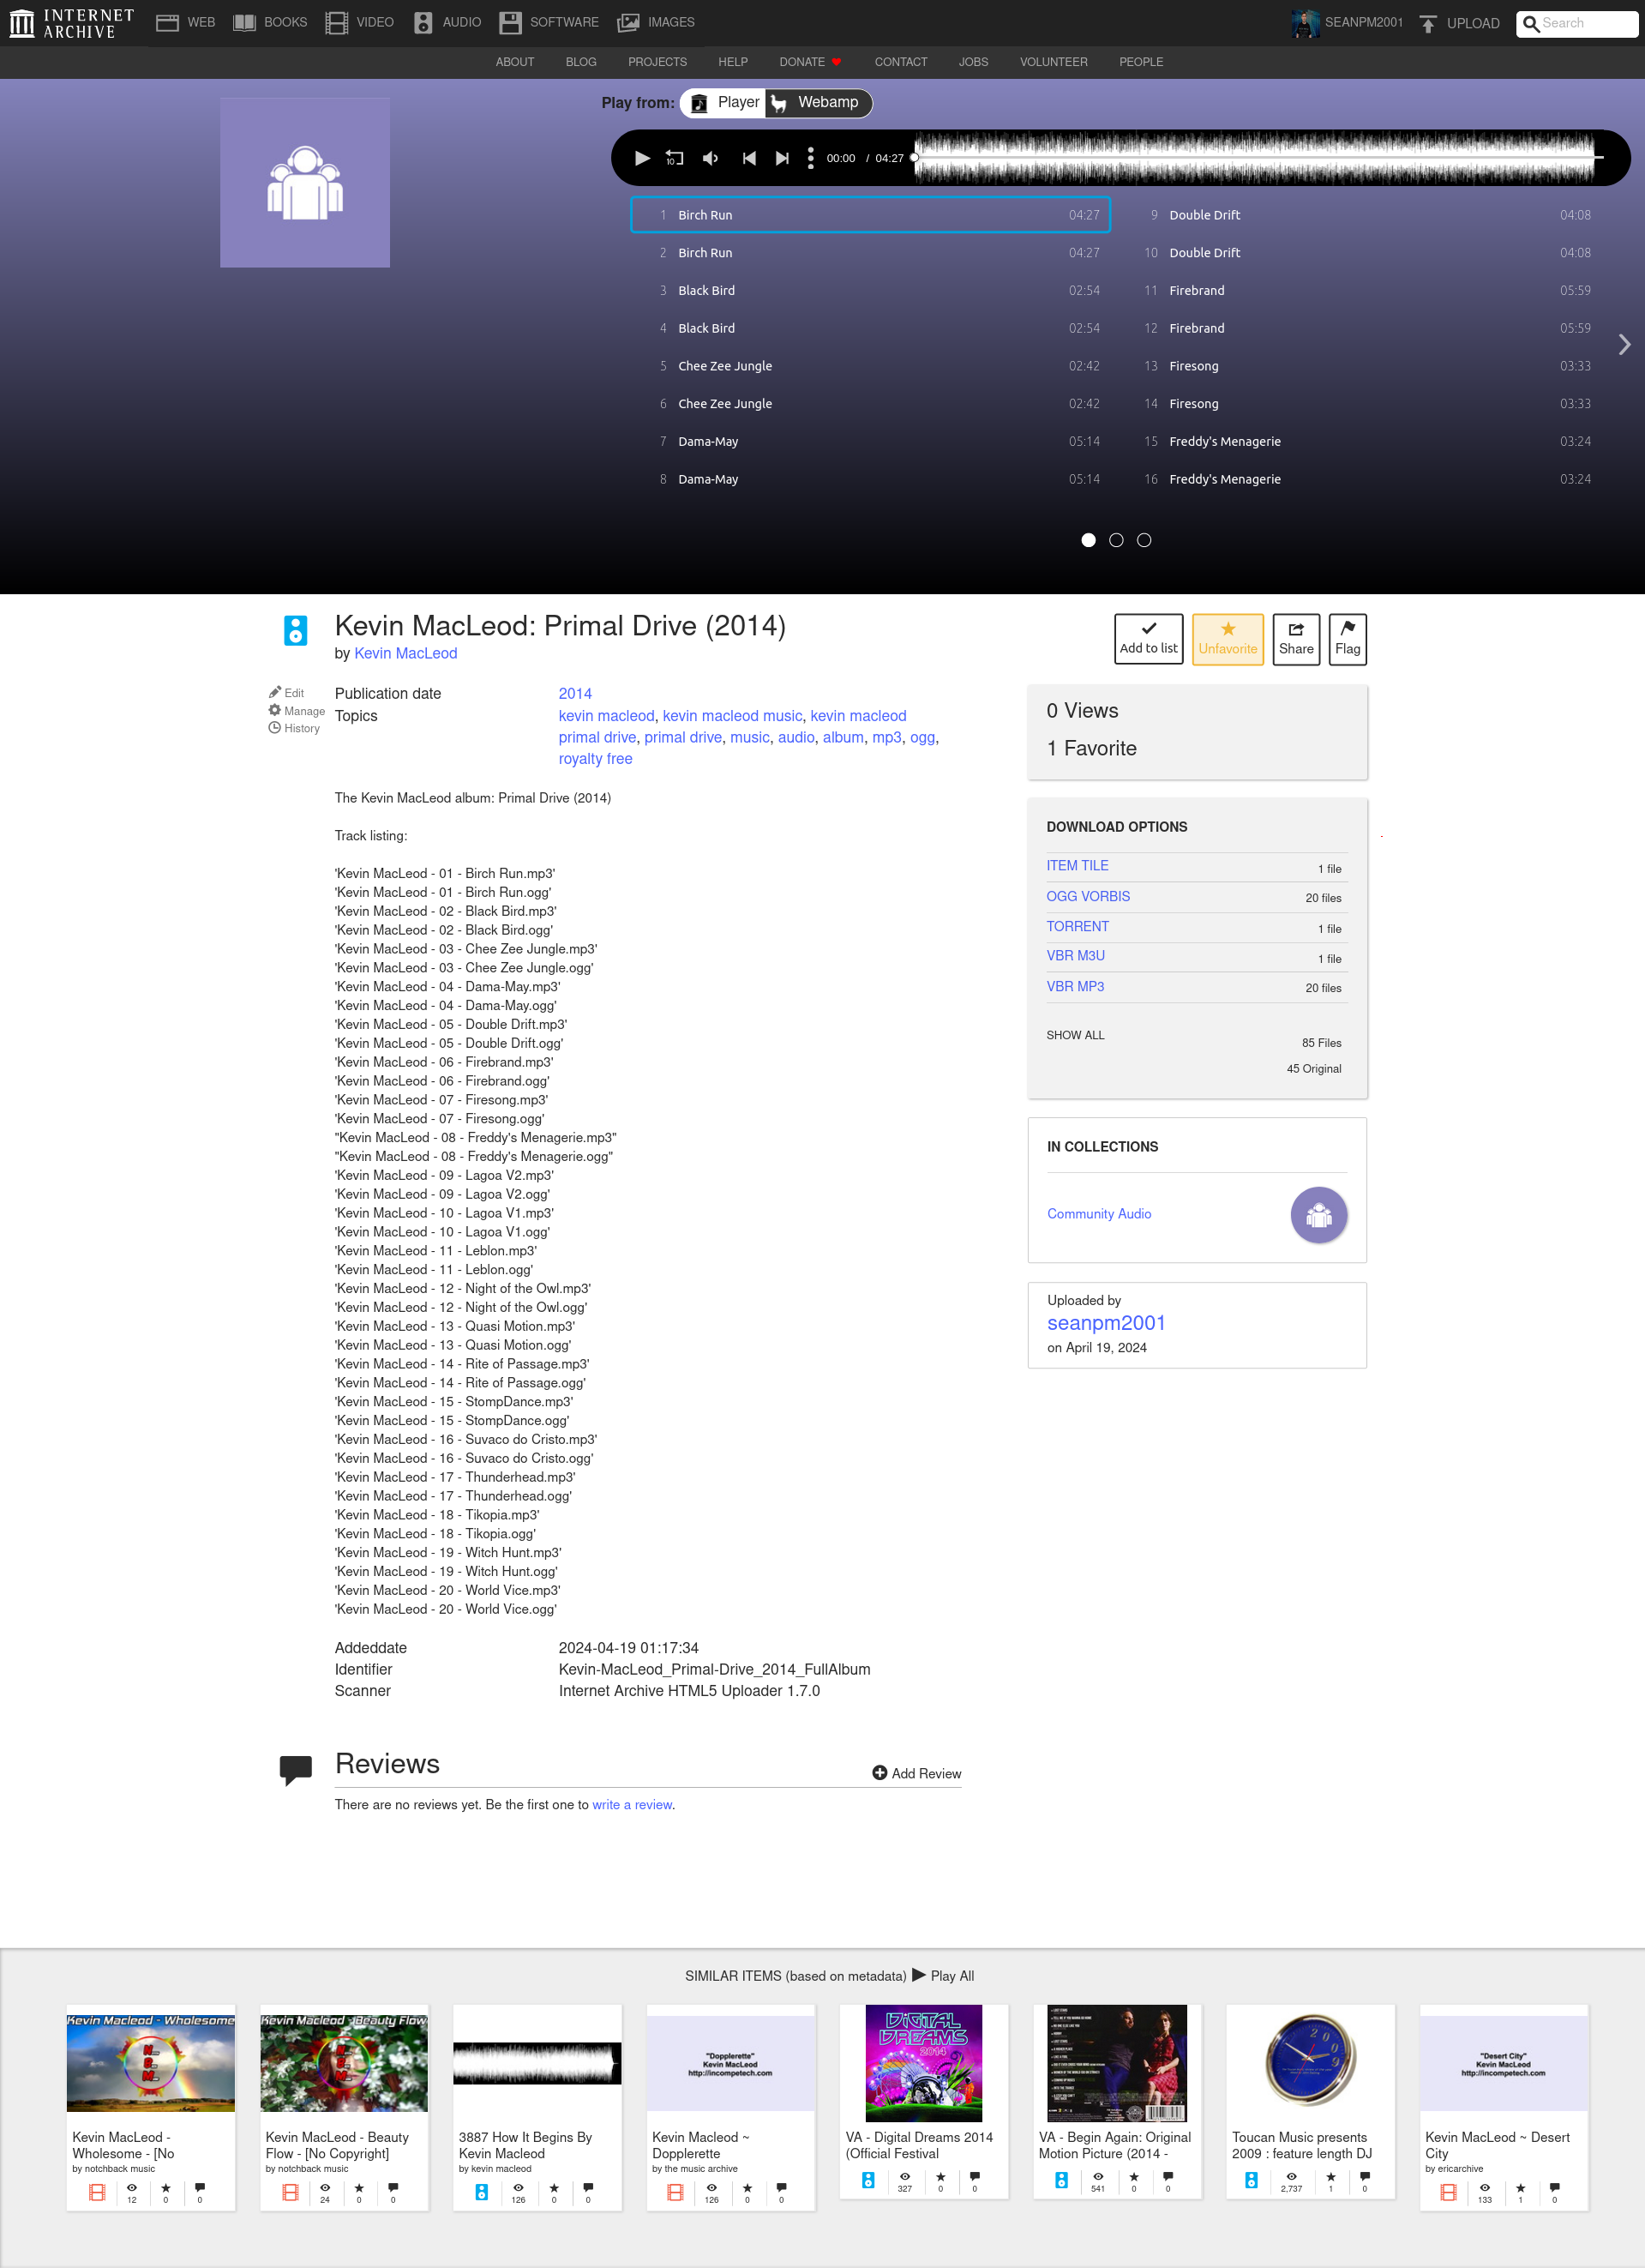 INTERNET ARCHIVE
WEB BOOKS VIDEO AUDIO SOFTWARE IMAGES SEANPM2001 UPLOAD Search
ABOUT BLOG PROJECTS HELP DONATE CONTACT JOBS VOLUNTEER PEOPLE
Play from: Player Webamp
10 00:00 / 04:27
1 Birch Run 04:27
2 Birch Run 04:27
3 Black Bird 02:54
4 Black Bird 02:54
5 Chee Zee Jungle 02:42
6 Chee Zee Jungle 02:42
7 Dama-May 05:14
8 Dama-May 05:14
9 Double Drift 04:08
10 Double Drift 04:08
11 Firebrand 05:59
12 Firebrand 05:59
13 Firesong 03:33
14 Firesong 03:33
15 Freddy's Menagerie 03:24
16 Freddy's Menagerie 03:24
Kevin MacLeod: Primal Drive (2014)
by Kevin MacLeod
Add to list Unfavorite Share Flag
Edit
Manage
History
Publication date 2014
Topics kevin macleod, kevin macleod music, kevin macleod
primal drive, primal drive, music, audio, album, mp3, ogg,
royalty free
The Kevin MacLeod album: Primal Drive (2014)
Track listing:
'Kevin MacLeod - 01 - Birch Run.mp3'
'Kevin MacLeod - 01 - Birch Run.ogg'
'Kevin MacLeod - 02 - Black Bird.mp3'
'Kevin MacLeod - 02 - Black Bird.ogg'
'Kevin MacLeod - 03 - Chee Zee Jungle.mp3'
'Kevin MacLeod - 03 - Chee Zee Jungle.ogg'
'Kevin MacLeod - 04 - Dama-May.mp3'
'Kevin MacLeod - 04 - Dama-May.ogg'
'Kevin MacLeod - 05 - Double Drift.mp3'
'Kevin MacLeod - 05 - Double Drift.ogg'
'Kevin MacLeod - 06 - Firebrand.mp3'
'Kevin MacLeod - 06 - Firebrand.ogg'
'Kevin MacLeod - 07 - Firesong.mp3'
'Kevin MacLeod - 07 - Firesong.ogg'
"Kevin MacLeod - 08 - Freddy's Menagerie.mp3"
"Kevin MacLeod - 08 - Freddy's Menagerie.ogg"
'Kevin MacLeod - 09 - Lagoa V2.mp3'
'Kevin MacLeod - 09 - Lagoa V2.ogg'
'Kevin MacLeod - 10 - Lagoa V1.mp3'
'Kevin MacLeod - 10 - Lagoa V1.ogg'
'Kevin MacLeod - 11 - Leblon.mp3'
'Kevin MacLeod - 11 - Leblon.ogg'
'Kevin MacLeod - 12 - Night of the Owl.mp3'
'Kevin MacLeod - 12 - Night of the Owl.ogg'
'Kevin MacLeod - 13 - Quasi Motion.mp3'
'Kevin MacLeod - 13 - Quasi Motion.ogg'
'Kevin MacLeod - 14 - Rite of Passage.mp3'
'Kevin MacLeod - 14 - Rite of Passage.ogg'
'Kevin MacLeod - 15 - StompDance.mp3'
'Kevin MacLeod - 15 - StompDance.ogg'
'Kevin MacLeod - 16 - Suvaco do Cristo.mp3'
'Kevin MacLeod - 16 - Suvaco do Cristo.ogg'
'Kevin MacLeod - 17 - Thunderhead.mp3'
'Kevin MacLeod - 17 - Thunderhead.ogg'
'Kevin MacLeod - 18 - Tikopia.mp3'
'Kevin MacLeod - 18 - Tikopia.ogg'
'Kevin MacLeod - 19 - Witch Hunt.mp3'
'Kevin MacLeod - 19 - Witch Hunt.ogg'
'Kevin MacLeod - 20 - World Vice.mp3'
'Kevin MacLeod - 20 - World Vice.ogg'
Addeddate 2024-04-19 01:17:34
Identifier Kevin-MacLeod_Primal-Drive_2014_FullAlbum
Scanner Internet Archive HTML5 Uploader 1.7.0
0 Views
1 Favorite
DOWNLOAD OPTIONS
ITEM TILE 1 file
OGG VORBIS 20 files
TORRENT 1 file
VBR M3U 1 file
VBR MP3 20 files
SHOW ALL 85 Files
45 Original
IN COLLECTIONS
Community Audio
Uploaded by
seanpm2001
on April 19, 2024
Reviews
Add Review
There are no reviews yet. Be the first one to write a review.
SIMILAR ITEMS (based on metadata) Play All
Kevin Macleod - Wholesome
Kevin MacLeod -
Wholesome - [No
by notchback music
12 0 0
Kevin Macleod - Beauty Flow
Kevin MacLeod - Beauty
Flow - [No Copyright]
by notchback music
24 0 0
3887 How It Begins By
Kevin Macleod
by kevin macleod
126 0 0
"Dopplerette"
Kevin MacLeod
http://incompetech.com
Kevin Macleod ~
Dopplerette
by the music archive
126 0 0
DIGITAL
DREAMS
2014
VA - Digital Dreams 2014
(Official Festival
327 0 0
VA - Begin Again: Original
Motion Picture (2014 -
541 0 0
2009
Toucan Music presents
2009 : feature length DJ
2,737 1 0
"Desert City"
Kevin MacLeod
http://incompetech.com
Kevin MacLeod ~ Desert
City
by ericarchive
133 1 0